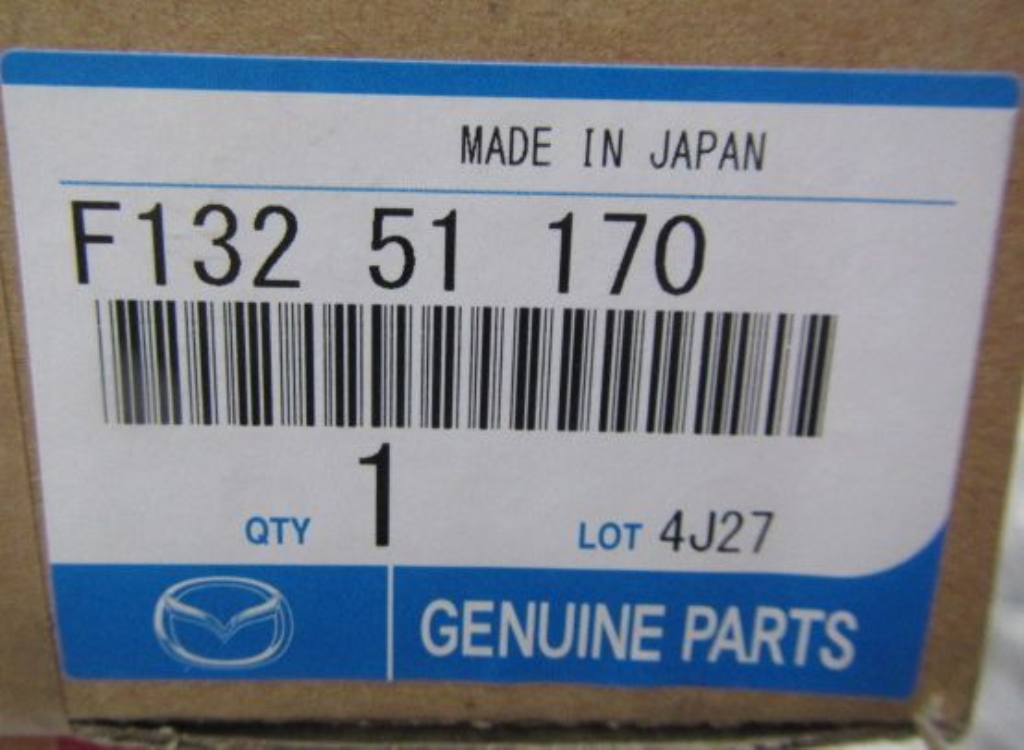 MADE IN JAPAN
F132 51 170
QTY 1 LOT 4J27
GENUINE PARTS